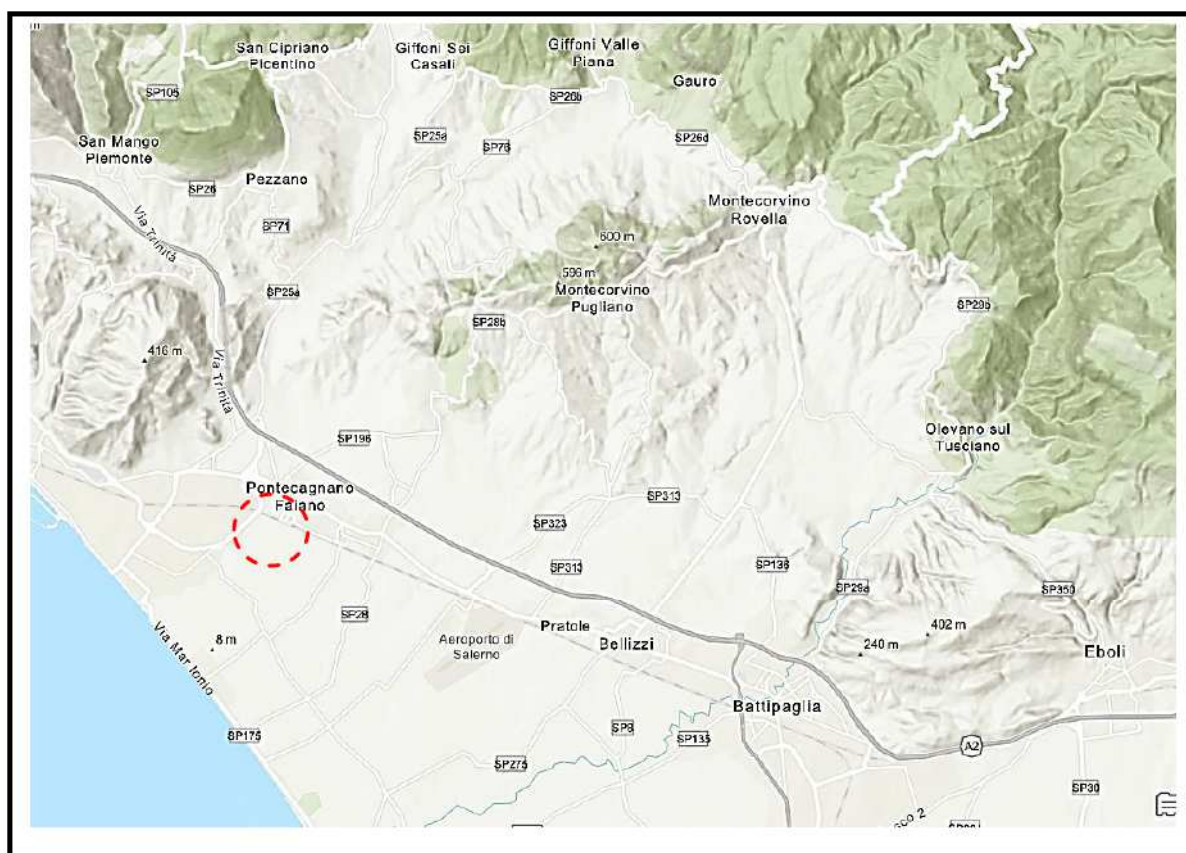 m
San Cipriano
Picentino
Giffoni Sei
Casali
Giffoni Valle
Piana
Gauro
SP105
SP26b
SP25a
SP76
SP26d
San Mango
Piemonte
SP26
Pezzano
Montecorvino
Rovella
Via Trinità
SP71
600 m
596 m
Montecorvino
Pugliano
SP25a
SP29b
SP28b
416 m
Via Trinità
Olevano sul
Tusciano
SP196
Pontecagnano
Faiano
SP313
SP323
SP313
SP136
SP29a
SP350
SP28
402 m
Pratole
Aeroporto di
Salerno
Bellizzi
240 m
Eboli
8 m
Via Mar Ionio
Battipaglia
SP175
SP8
SP135
A2
SP275
SP30